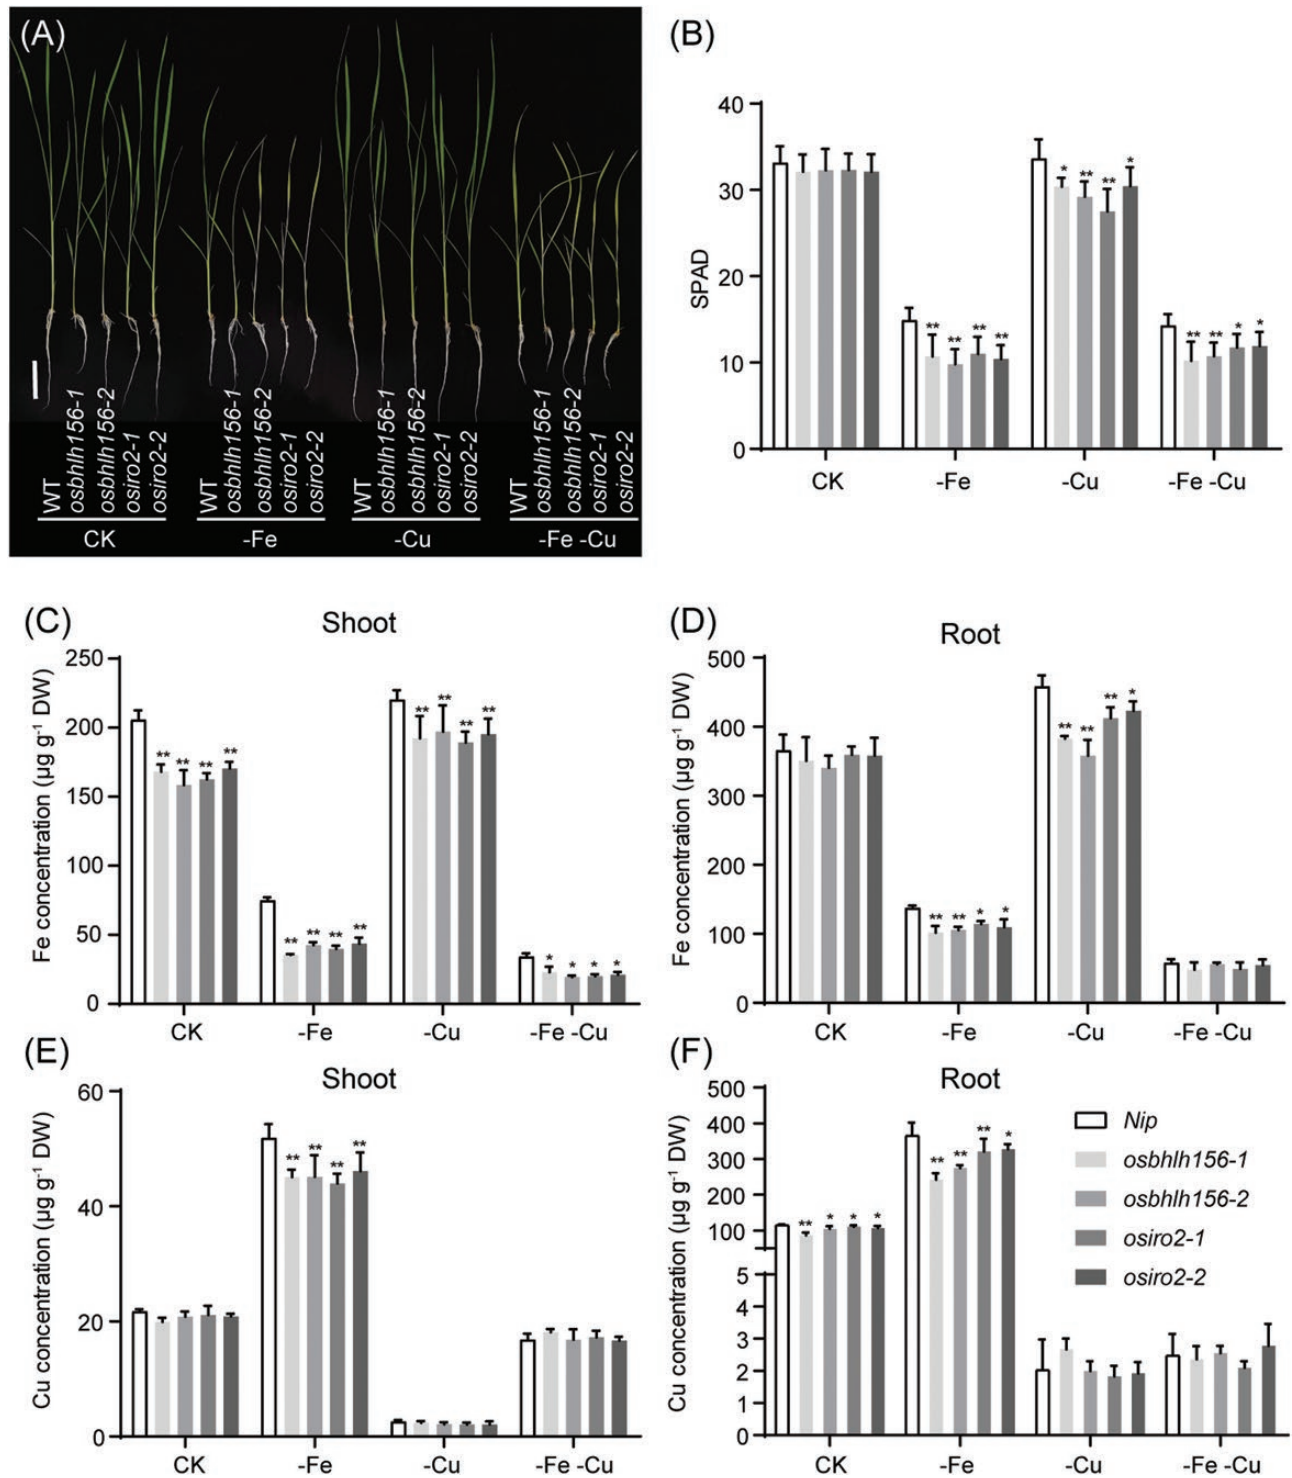 (A)
WT
osbhlh156-1
osbhlh156-2
osiro2-1
osiro2-2
CK
WT
osbhlh156-1
osbhlh156-2
osiro2-1
osiro2-2
-Fe
WT
osbhlh156-1
osbhlh156-2
osiro2-1
osiro2-2
-Cu
WT
osbhlh156-1
osbhlh156-2
osiro2-1
osiro2-2
-Fe -Cu
(B)
SPAD
40
30
20
10
0
* ** ** *
** ** ** **
** ** * *
CK -Fe -Cu -Fe -Cu
(C)
Shoot
Fe concentration (µg g⁻¹ DW)
250
200
150
100
50
0
** ** ** **
** ** ** **
** ** ** **
* * * *
CK -Fe -Cu -Fe -Cu
(D)
Root
Fe concentration (µg g⁻¹ DW)
500
400
300
200
100
0
** ** * *
** ** ** *
CK -Fe -Cu -Fe -Cu
(E)
Shoot
Cu concentration (µg g⁻¹ DW)
60
40
20
0
** ** ** **
CK -Fe -Cu -Fe -Cu
(F)
Root
Cu concentration (µg g⁻¹ DW)
500
400
300
200
100
5
4
3
2
1
0
** * * *
** ** ** *
CK -Fe -Cu -Fe -Cu
Nip
osbhlh156-1
osbhlh156-2
osiro2-1
osiro2-2